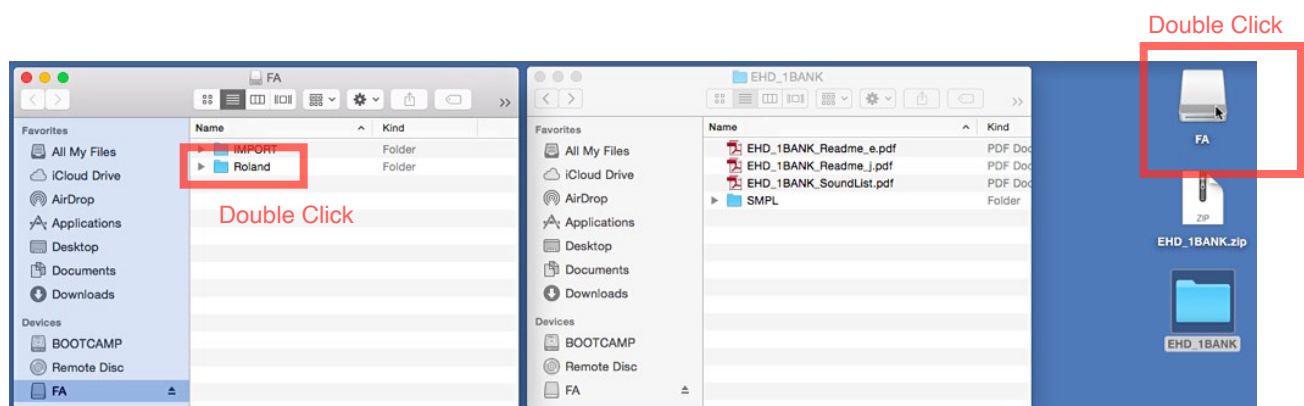 Double Click
FA
Favorites
All My Files
iCloud Drive
AirDrop
Applications
Desktop
Documents
Downloads
Devices
BOOTCAMP
Remote Disc
FA
Name Kind
IMPORT Folder
Roland Folder
Double Click
EHD_1BANK
Favorites
All My Files
iCloud Drive
AirDrop
Applications
Desktop
Documents
Downloads
Devices
BOOTCAMP
Remote Disc
FA
Name Kind
EHD_1BANK_Readme_e.pdf PDF Doc
EHD_1BANK_Readme_j.pdf PDF Doc
EHD_1BANK_SoundList.pdf PDF Doc
SMPL Folder
FA
ZIP
EHD_1BANK.zip
EHD_1BANK